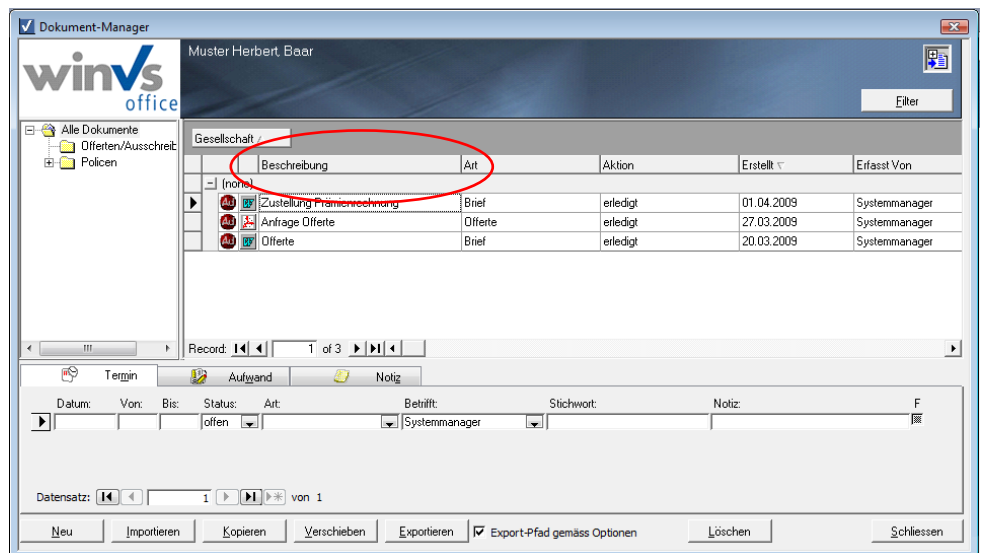 Dokument-Manager
winVs
office
Muster Herbert, Baar
Filter
Alle Dokumente
Offerten/Ausschreib
Policen
Gesellschaft
Beschreibung Art Aktion Erstellt Erfasst Von
(none)
Zustellung Prämienrechnung Brief erledigt 01.04.2009 Systemmanager
Anfrage Offerte Offerte erledigt 27.03.2009 Systemmanager
Offerte Brief erledigt 20.03.2009 Systemmanager
Record: 1 of 3
Termin Aufwand Notiz
Datum: Von: Bis: Status: Art: Betrifft: Stichwort: Notiz: F
offen Systemmanager
Datensatz: 1 von 1
Neu Importieren Kopieren Verschieben Exportieren Export-Pfad gemäss Optionen Löschen Schliessen